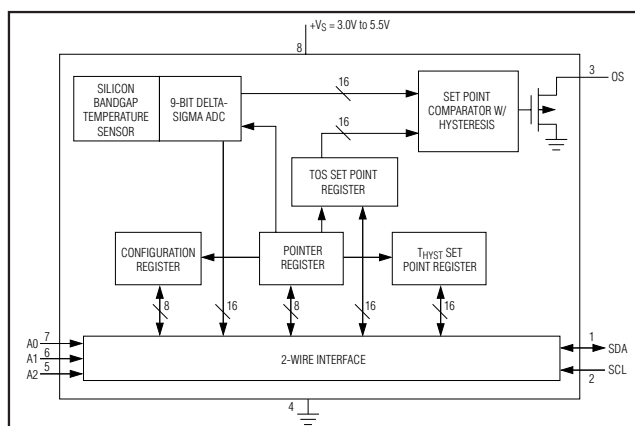 +VS = 3.0V to 5.5V
8
SILICON
BANDGAP
TEMPERATURE
SENSOR
9-BIT DELTA-
SIGMA ADC
16
16
SET POINT
COMPARATOR W/
HYSTERESIS
3
OS
TOS SET POINT
REGISTER
CONFIGURATION
REGISTER
POINTER
REGISTER
THYST SET
POINT REGISTER
8
16
8
16
16
A0
7
A1
6
A2
5
2-WIRE INTERFACE
1
SDA
SCL
2
4